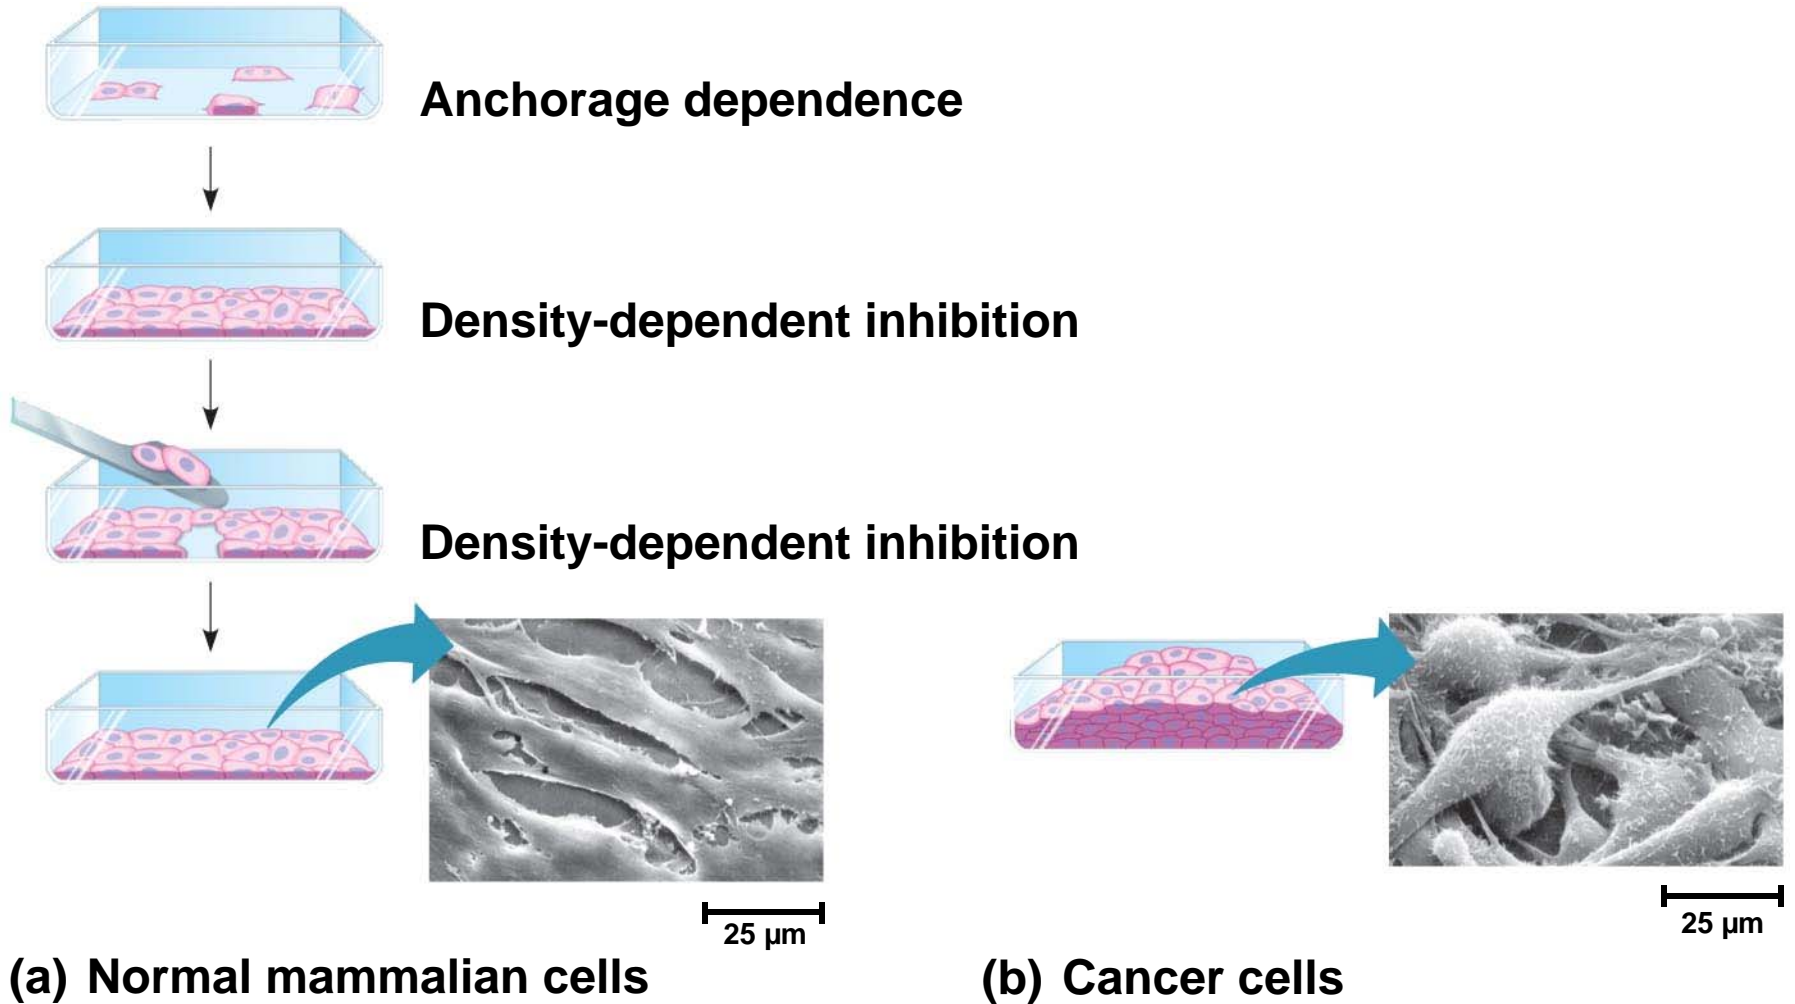 Anchorage dependence
Density-dependent inhibition
Density-dependent inhibition
25 µm
25 µm
(a) Normal mammalian cells
(b) Cancer cells